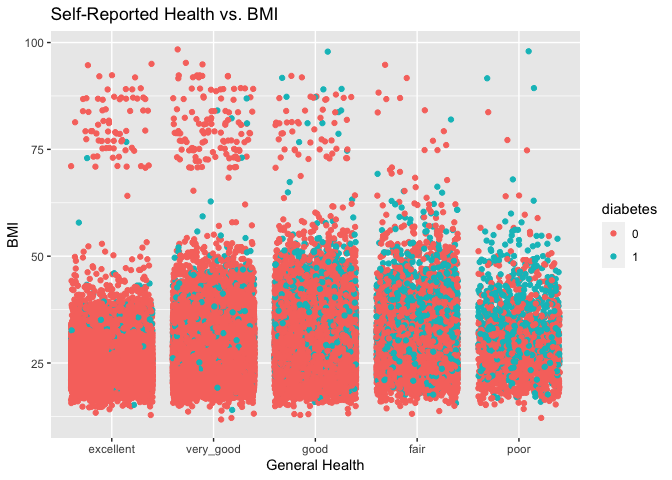 Self-Reported Health vs. BMI
100
75
50
25
BMI
excellent
very_good
good
fair
poor
General Health
diabetes
0
1